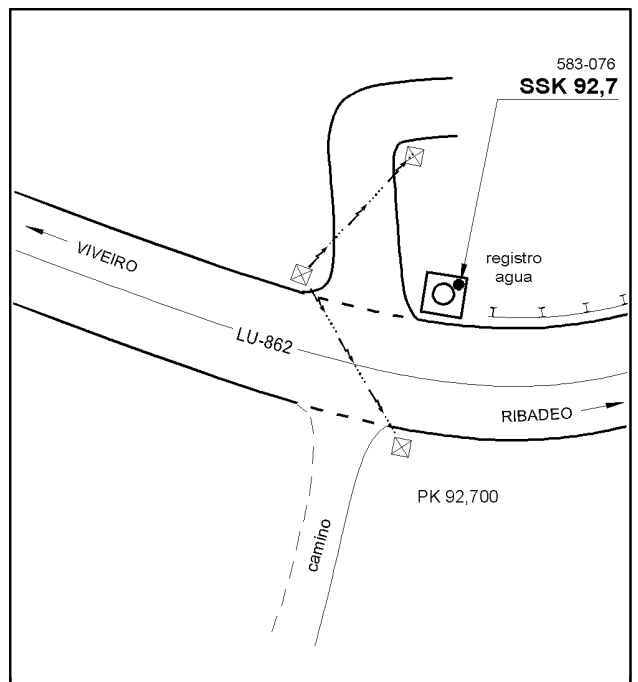 583-076
SSK 92,7
VIVEIRO
registro
agua
LU-862
RIBADEO
PK 92,700
camino